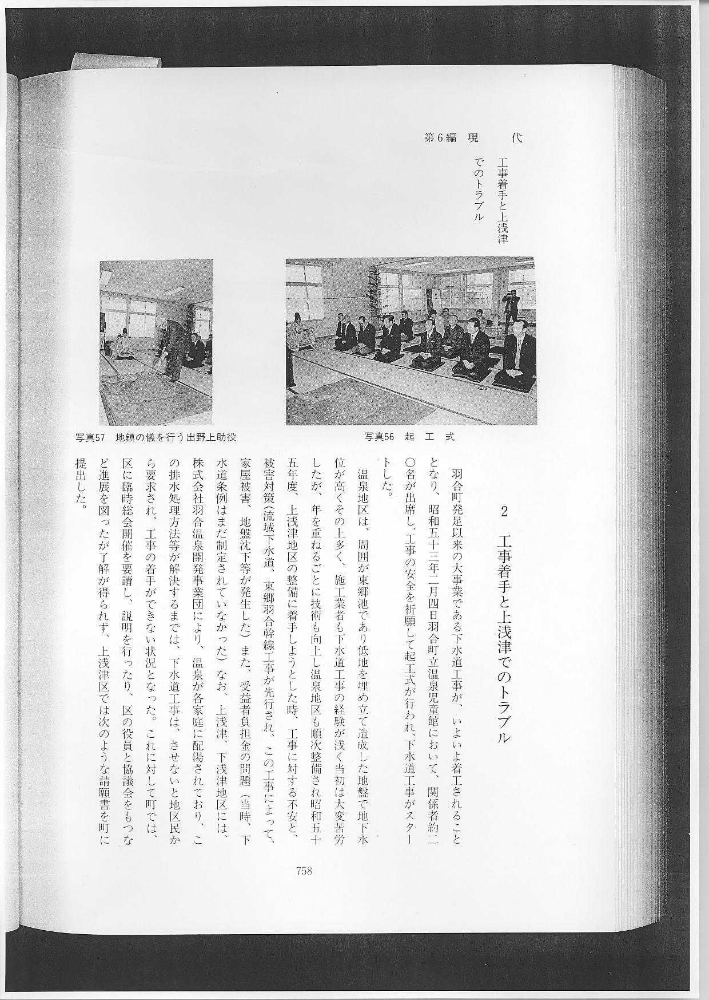 第6編　現　　代
工事着手と上浅津
でのトラブル
写真56　起　工　式
写真57　地鎮の儀を行う出野上助役
2　工事着手と上浅津でのトラブル
羽合町発足以来の大事業である下水道工事が、いよいよ着工されること
となり、昭和五十三年二月四日羽合町立温泉児童館において、関係者約二
〇名が出席し、工事の安全を祈願して起工式が行われ、下水道工事がスター
トした。
温泉地区は、周囲が東郷池であり低地を埋め立て造成した地盤で地下水
位が高くその上多く、施工業者も下水道工事の経験が浅く当初は大変苦労
したが、年を重ねるごとに技術も向上し温泉地区も順次整備され昭和五十
五年度、上浅津地区の整備に着手しようとした時、工事に対する不安と、
被害対策（流域下水道、東郷羽合幹線工事が先行され、この工事によって、
家屋被害、地盤沈下等が発生した）また、受益者負担金の問題（当時、下
水道条例はまだ制定されていなかった）なお、上浅津、下浅津地区には、
株式会社羽合温泉開発事業団により、温泉が各家庭に配湯されており、こ
の排水処理方法等が解決するまでは、下水道工事は、させないと地区民か
ら要求され、工事の着手ができない状況となった。これに対して町では、
区に臨時総会開催を要請し、説明を行ったり、区の役員と協議会をもつな
ど進展を図ったが了解が得られず、上浅津区では次のような請願書を町に
提出した。
758